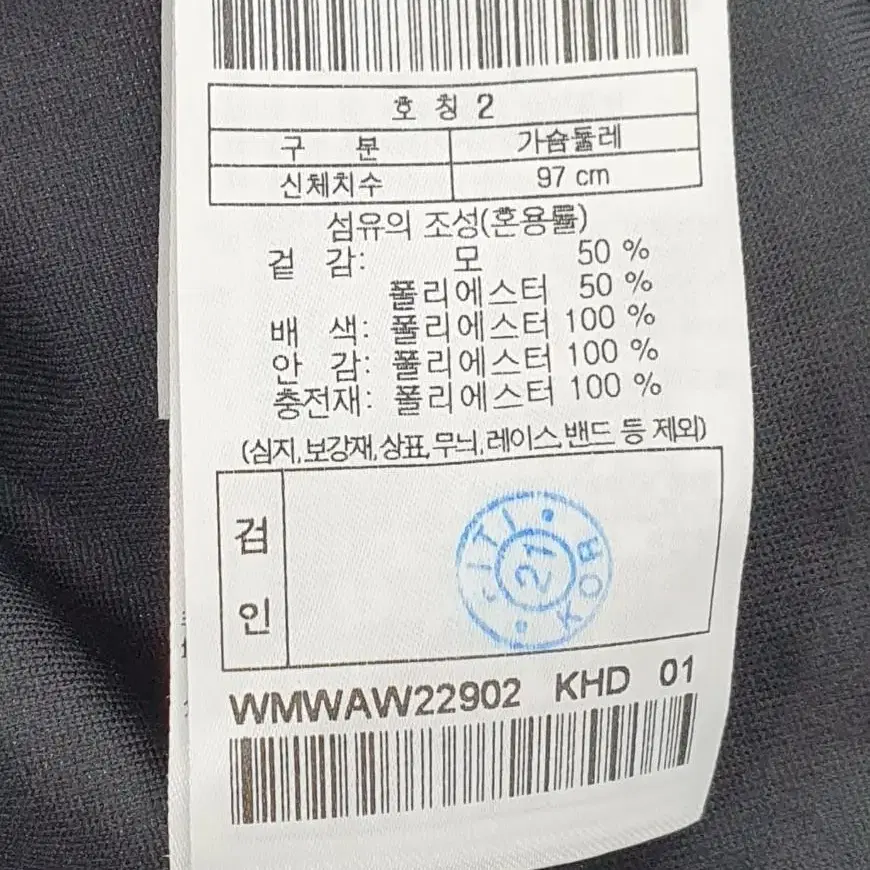 호 칭 2
구 분 가슴둘레
신체치수 97 cm
섬유의 조성(혼용률)
겉 감: 모 50 %
폴리에스터 50 %
배 색: 폴리에스터 100 %
안 감: 폴리에스터 100 %
충전재: 폴리에스터 100 %
(심지,보강재,상표,무늬,레이스,밴드 등 제외)
검
인
KOR
21
WMWAW22902 KHD 01